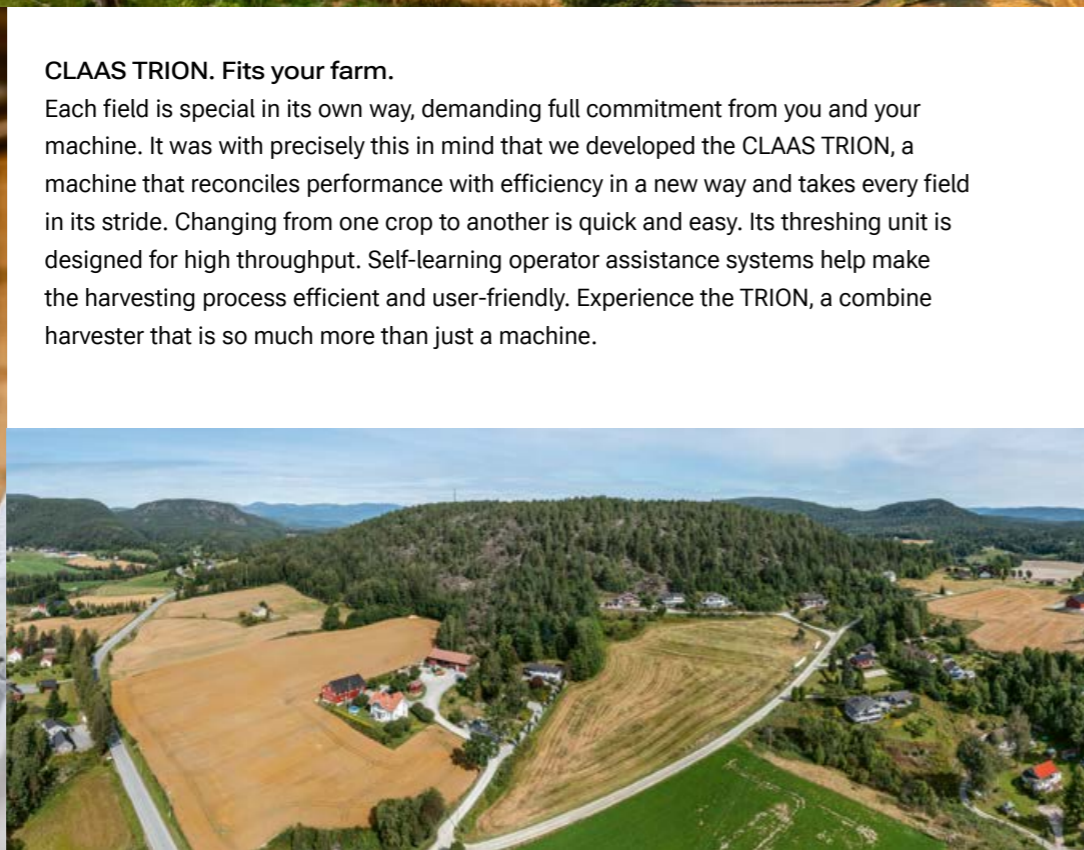 CLAAS TRION. Fits your farm.
Each field is special in its own way, demanding full commitment from you and your
machine. It was with precisely this in mind that we developed the CLAAS TRION, a
machine that reconciles performance with efficiency in a new way and takes every field
in its stride. Changing from one crop to another is quick and easy. Its threshing unit is
designed for high throughput. Self-learning operator assistance systems help make
the harvesting process efficient and user-friendly. Experience the TRION, a combine
harvester that is so much more than just a machine.